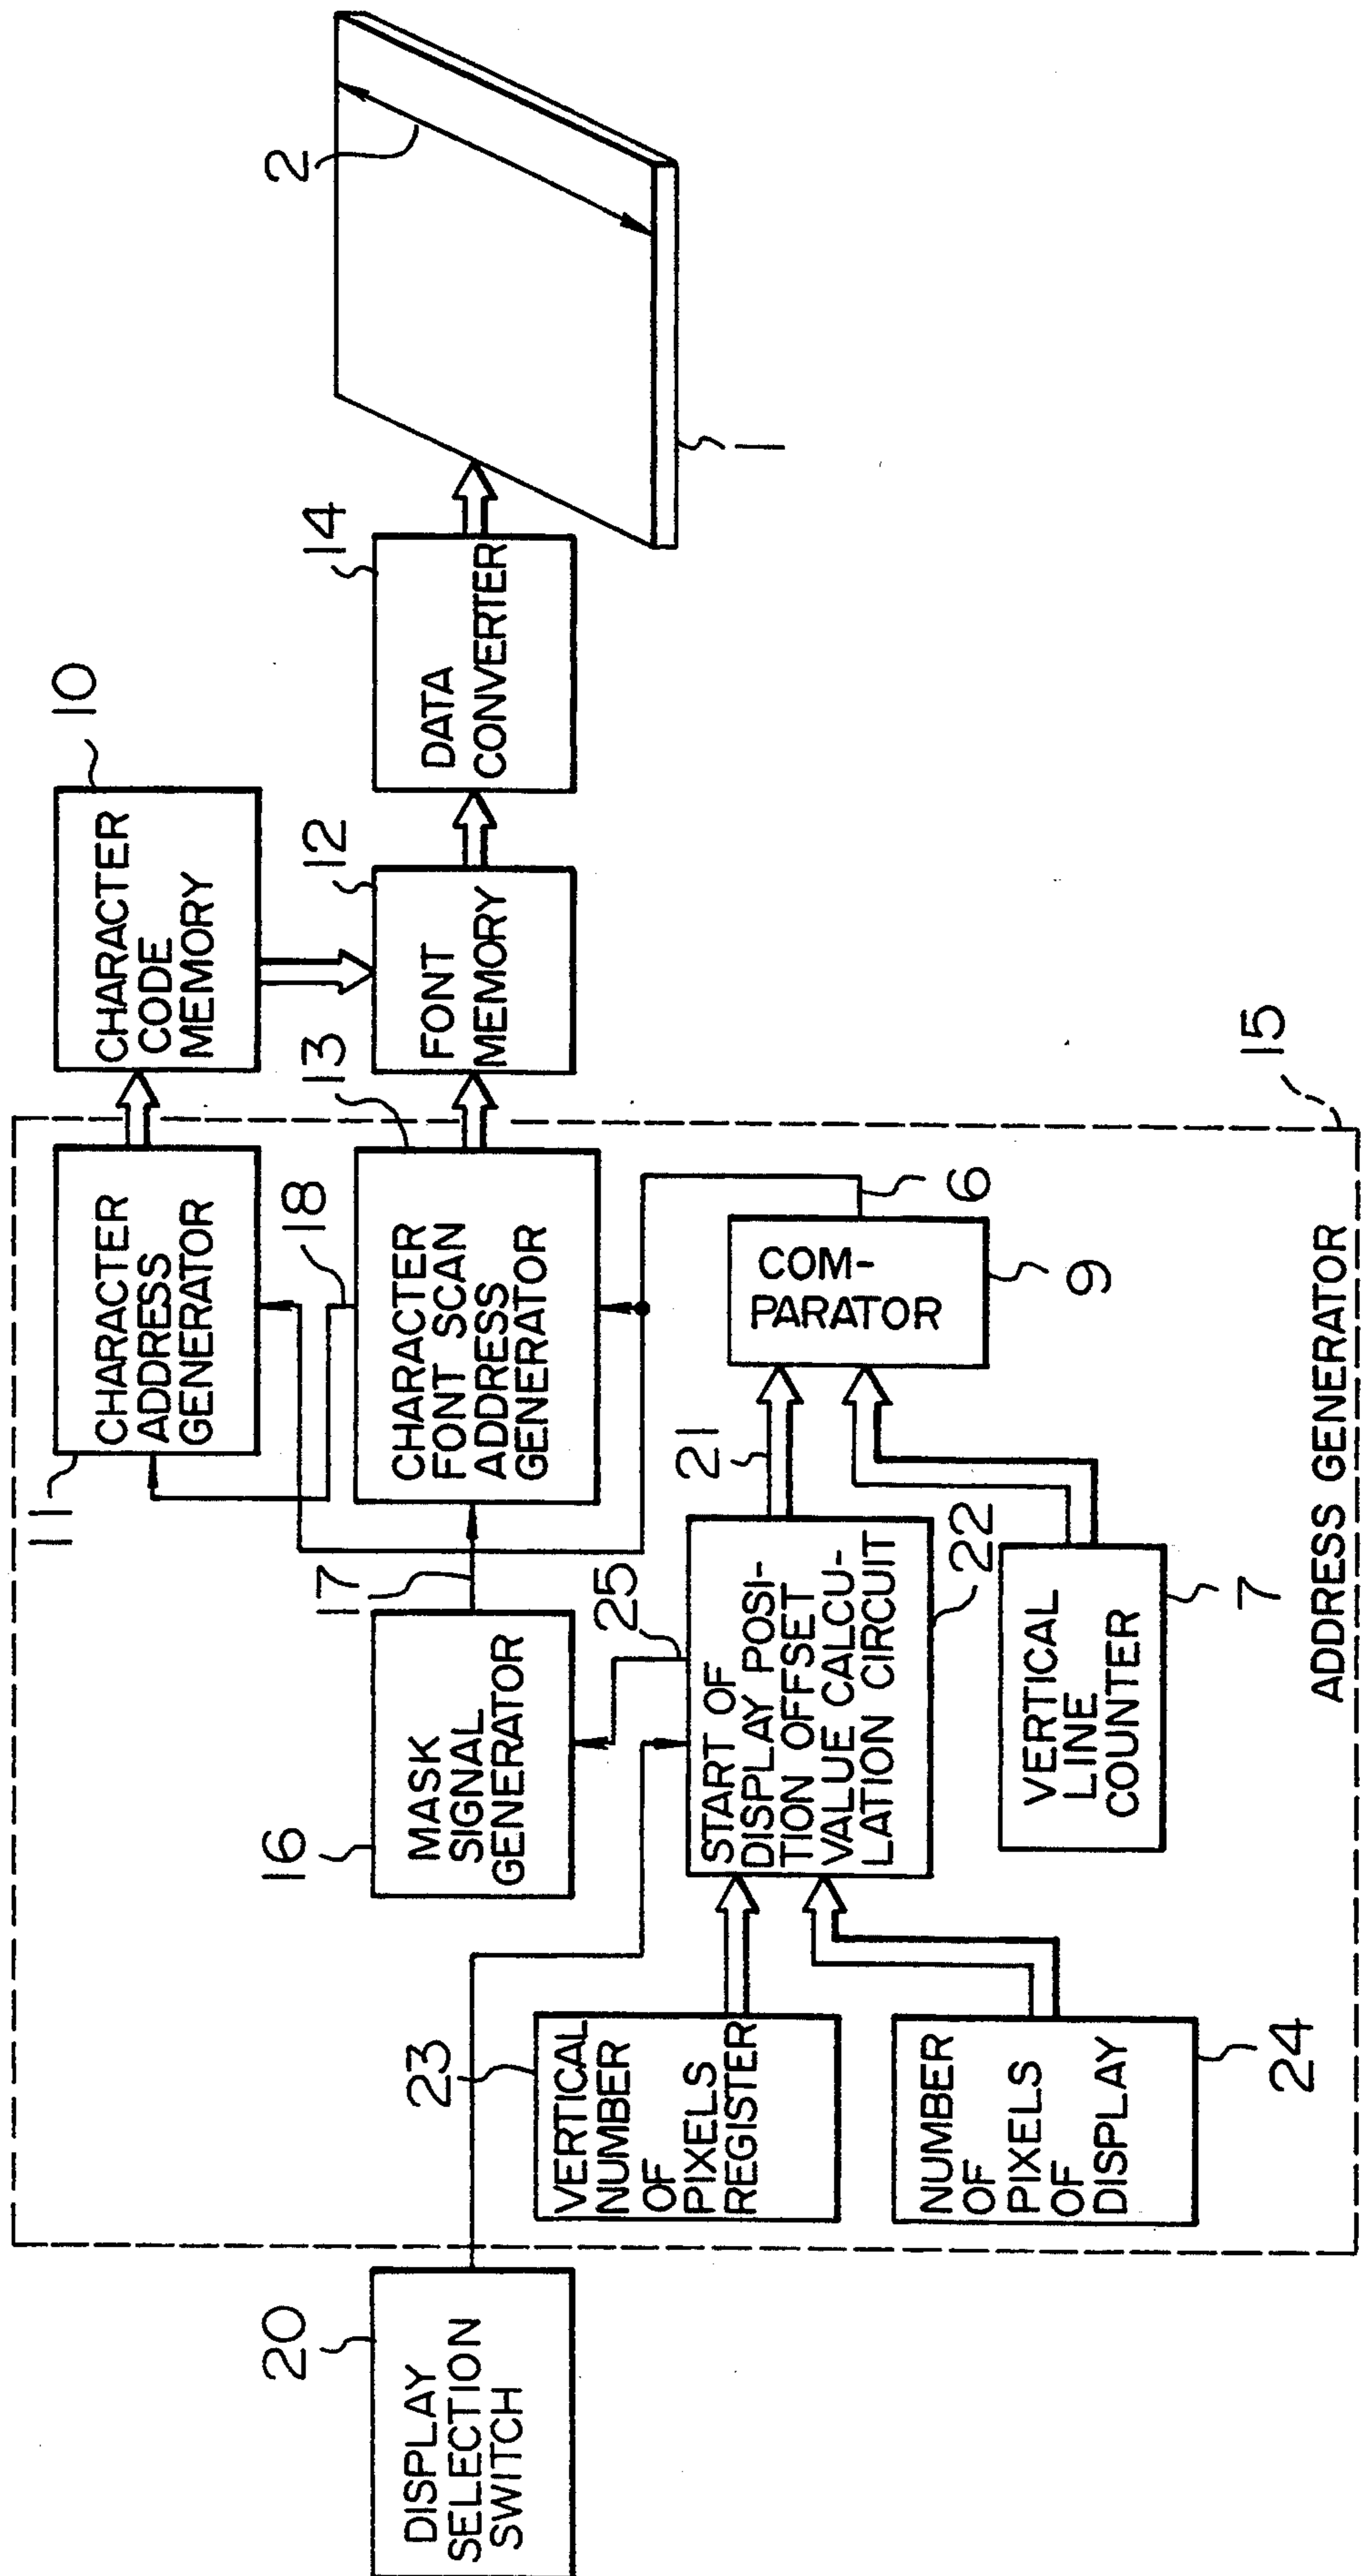 20
DISPLAY
SELECTION
SWITCH
23
VERTICAL
NUMBER
OF
PIXELS
REGISTER
NUMBER
OF
PIXELS
OF
DISPLAY
24
16
MASK
SIGNAL
GENERATOR
17
25
START OF
DISPLAY POSI-
TION OFFSET
VALUE CALCU-
LATION CIRCUIT
22
21
VERTICAL
LINE
COUNTER
7
11
CHARACTER
ADDRESS
GENERATOR
18
CHARACTER
FONT SCAN
ADDRESS
GENERATOR
13
COM-
PARATOR
9
6
ADDRESS GENERATOR
15
CHARACTER
CODE
MEMORY
10
FONT
MEMORY
12
DATA
CONVERTER
14
1
2